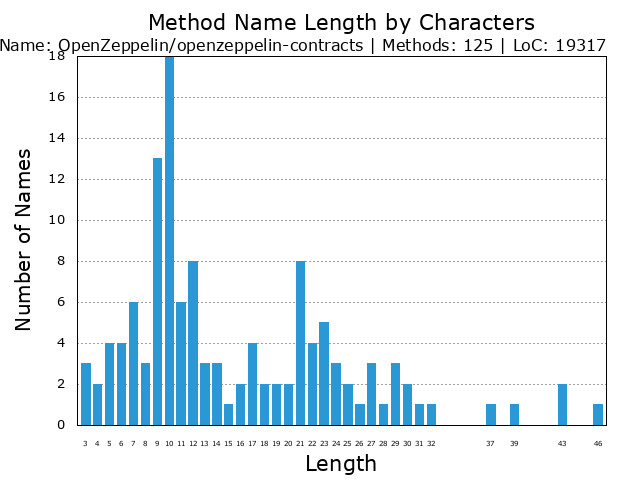 Method Name Length by Characters
Name: OpenZeppelin/openzeppelin-contracts | Methods: 125 | LoC: 19317
18
16
14
12
10
8
6
4
2
0
Number of Names
3 4 5 6 7 8 9 10 11 12 13 14 15 16 17 18 19 20 21 22 23 24 25 26 27 28 29 30 31 32 37 39 43 46
Length